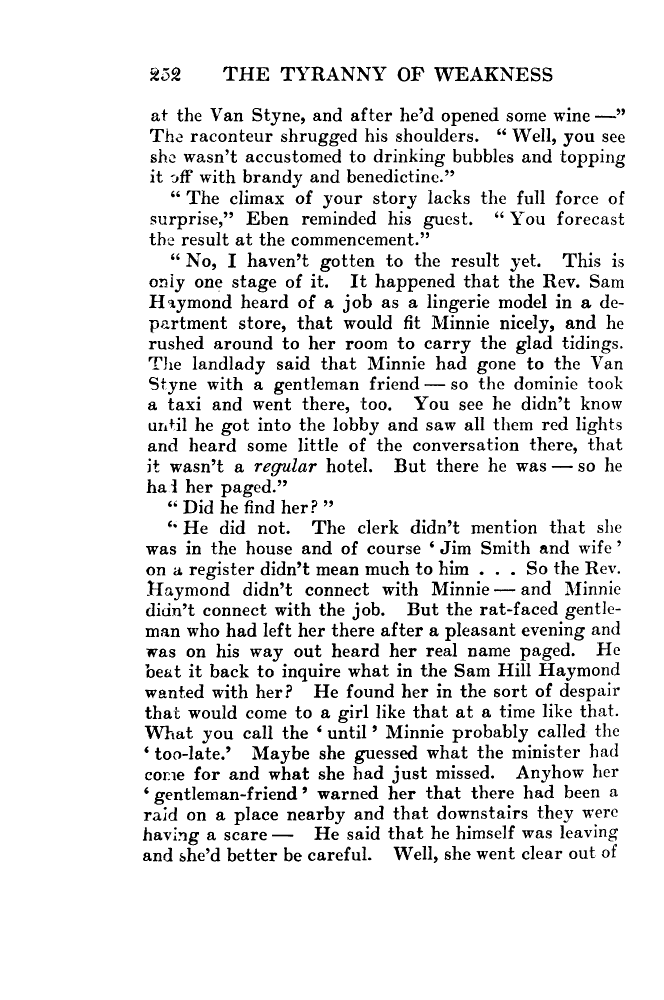 252 THE TYRANNY OF WEAKNESS
at the Van Styne, and after he'd opened some wine —”
The raconteur shrugged his shoulders. “ Well, you see
she wasn't accustomed to drinking bubbles and topping
it off with brandy and benedictine.”
“ The climax of your story lacks the full force of
surprise,” Eben reminded his guest. “ You forecast
the result at the commencement.”
“ No, I haven't gotten to the result yet. This is
only one stage of it. It happened that the Rev. Sam
Haymond heard of a job as a lingerie model in a de-
partment store, that would fit Minnie nicely, and he
rushed around to her room to carry the glad tidings.
The landlady said that Minnie had gone to the Van
Styne with a gentleman friend — so the dominie took
a taxi and went there, too. You see he didn't know
until he got into the lobby and saw all them red lights
and heard some little of the conversation there, that
it wasn't a regular hotel. But there he was — so he
had her paged.”
“ Did he find her? ”
“ He did not. The clerk didn't mention that she
was in the house and of course ‘ Jim Smith and wife ’
on a register didn't mean much to him . . . So the Rev.
Haymond didn't connect with Minnie — and Minnie
didn't connect with the job. But the rat-faced gentle-
man who had left her there after a pleasant evening and
was on his way out heard her real name paged. He
beat it back to inquire what in the Sam Hill Haymond
wanted with her? He found her in the sort of despair
that would come to a girl like that at a time like that.
What you call the ‘ until ’ Minnie probably called the
‘ too-late.’ Maybe she guessed what the minister had
come for and what she had just missed. Anyhow her
‘ gentleman-friend ’ warned her that there had been a
raid on a place nearby and that downstairs they were
having a scare — He said that he himself was leaving
and she'd better be careful. Well, she went clear out of